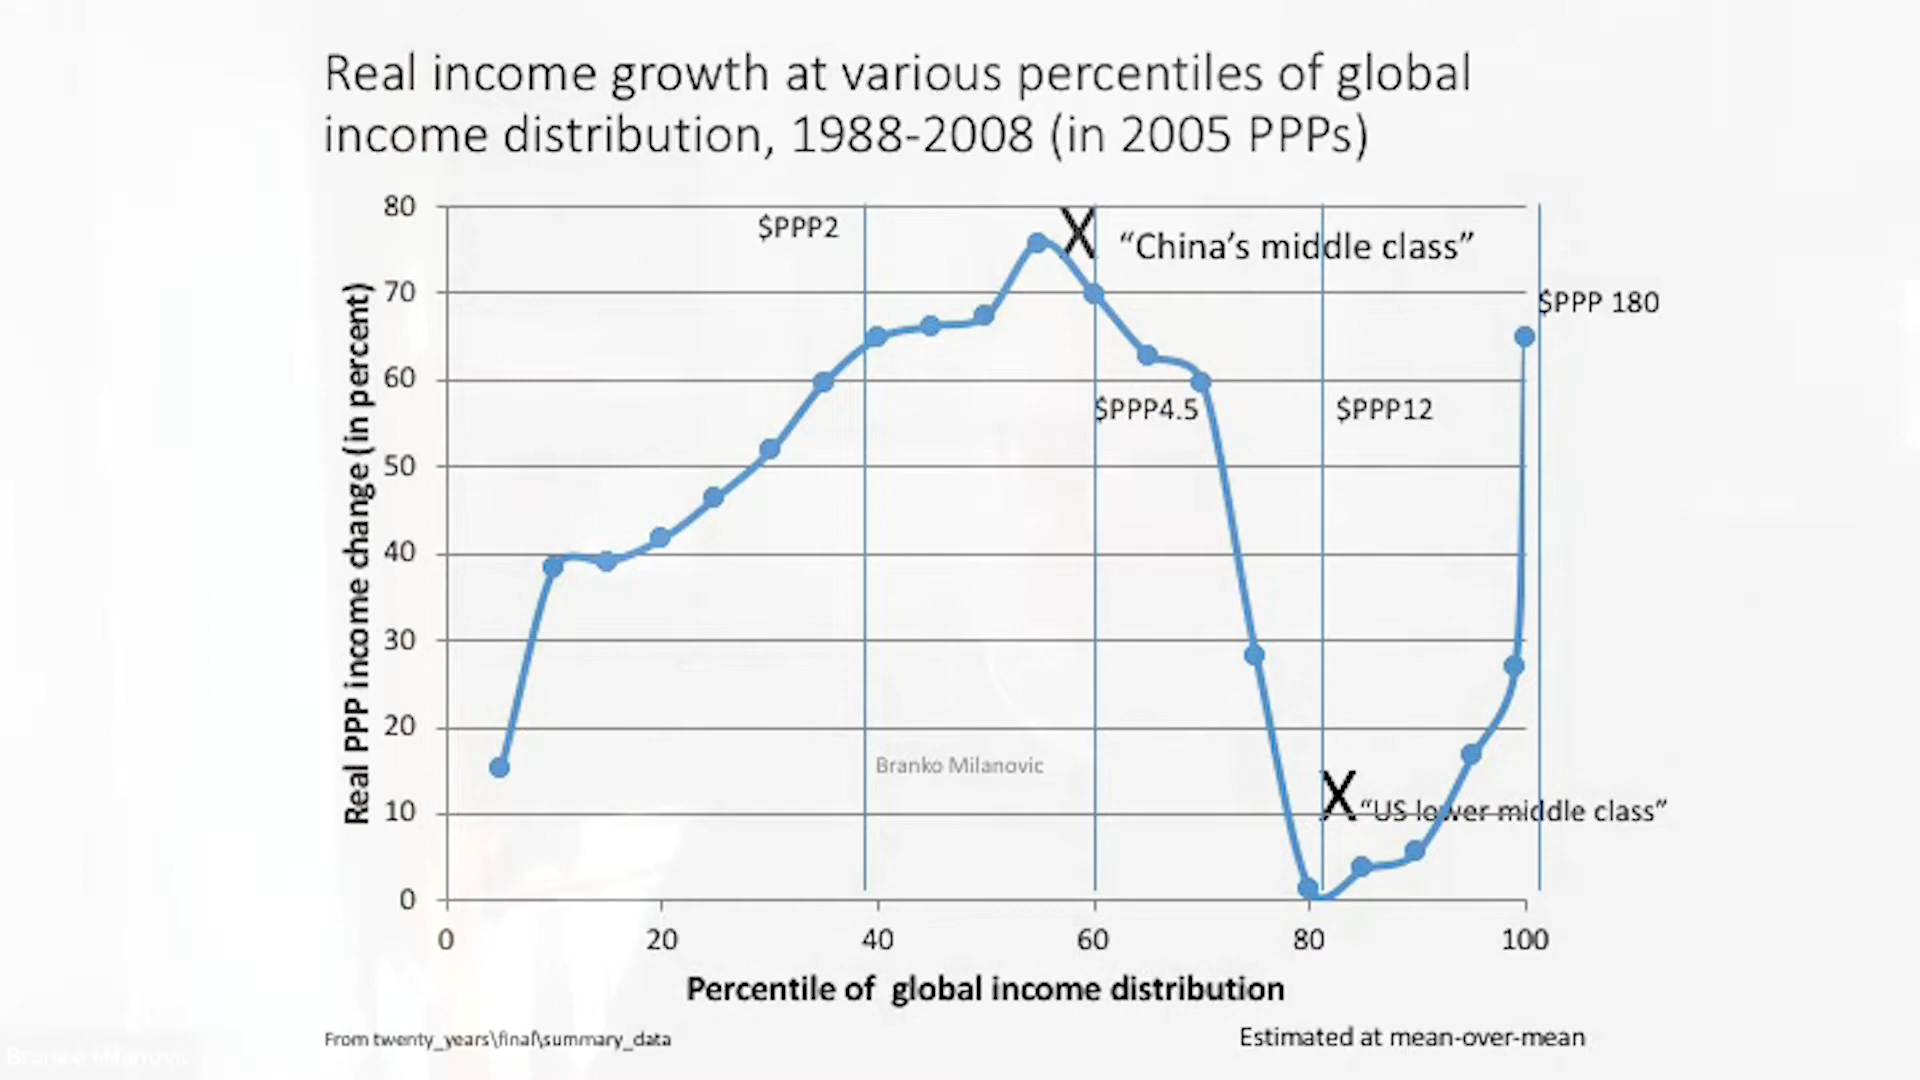 Real income growth at various percentiles of global
income distribution, 1988-2008 (in 2005 PPPs)
80
$PPP2
X
“China’s middle class”
70
$PPP 180
60
$PPP4.5
$PPP12
50
40
30
20
Branko Milanovic
X
“US lower middle class”
10
0
Real PPP income change (in percent)
0 20 40 60 80 100
Percentile of global income distribution
From twenty_years\final\summary_data
Estimated at mean-over-mean
Branko Milanovic